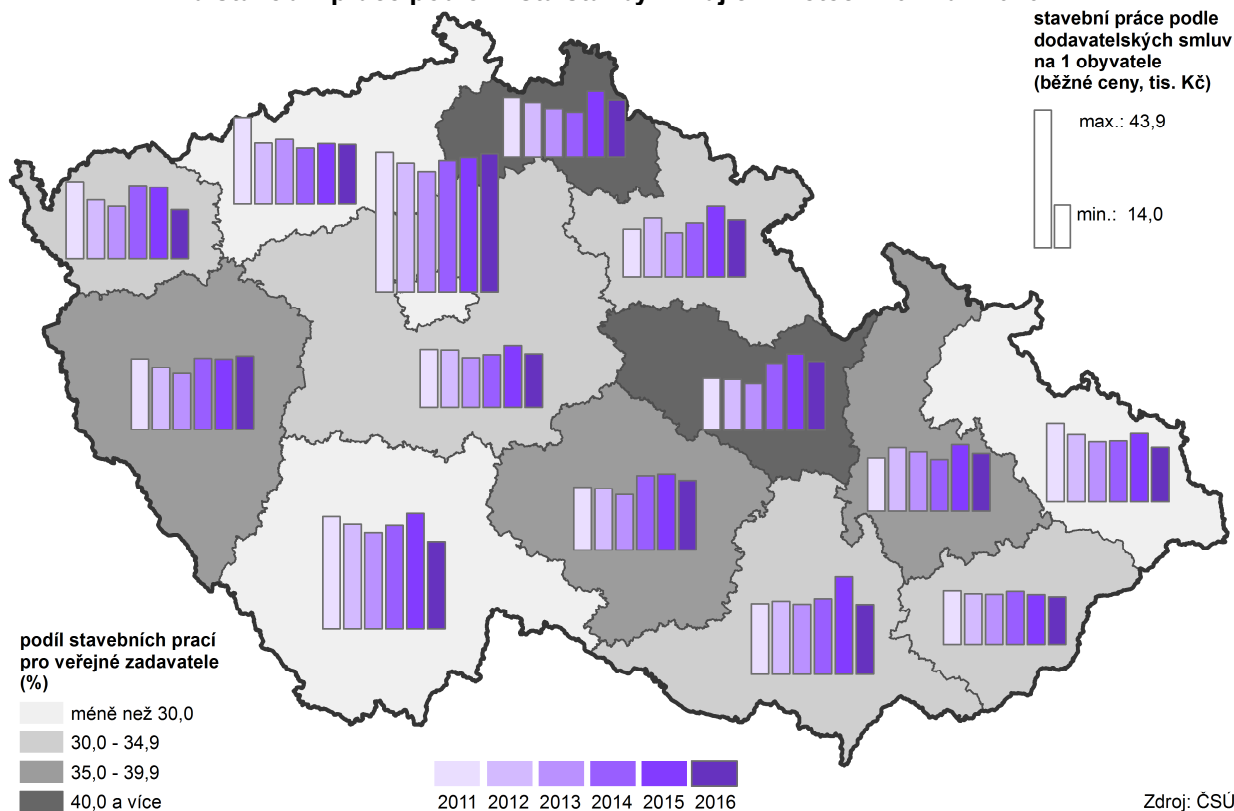 stavební práce podle
dodavatelských smluv
na 1 obyvatele
(běžné ceny, tis. Kč)
max.: 43,9
min.: 14,0
podíl stavebních prací
pro veřejné zadavatele
(%)
méně než 30,0
30,0 - 34,9
35,0 - 39,9
40,0 a více
2011 2012 2013 2014 2015 2016
Zdroj: ČSÚ